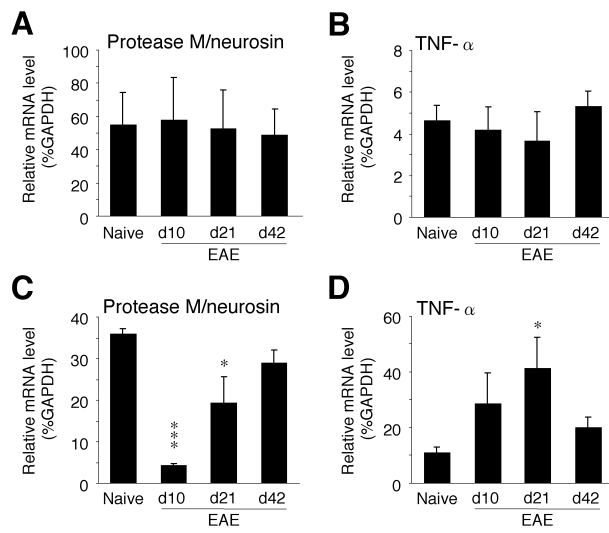 A
Protease M/neurosin
Relative mRNA level
(%GAPDH)
100
80
60
40
20
0
Naive d10 d21 d42
EAE
B
TNF- α
Relative mRNA level
(%GAPDH)
8
6
4
2
0
Naive d10 d21 d42
EAE
C
Protease M/neurosin
Relative mRNA level
(%GAPDH)
40
30
20
10
0
***
*
Naive d10 d21 d42
EAE
D
TNF- α
Relative mRNA level
(%GAPDH)
60
40
20
0
*
Naive d10 d21 d42
EAE